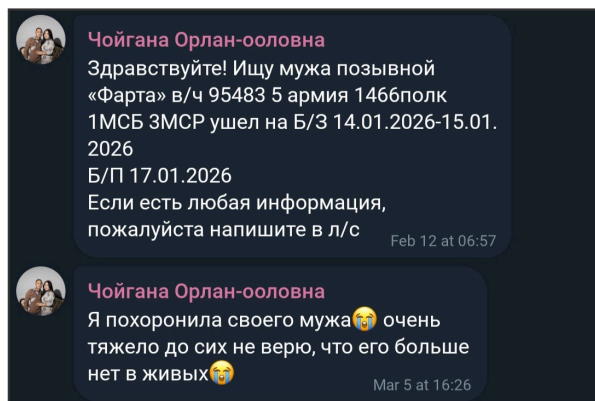 Чойгана Орлан-ооловна
Здравствуйте! Ищу мужа позывной
«Фарта» в/ч 95483 5 армия 1466полк
1МСБ 3МСР ушел на Б/З 14.01.2026-15.01.
2026
Б/П 17.01.2026
Если есть любая информация,
пожалуйста напишите в л/с
Feb 12 at 06:57
Чойгана Орлан-ооловна
Я похоронила своего мужа😭 очень
тяжело до сих не верю, что его больше
нет в живых😭
Mar 5 at 16:26